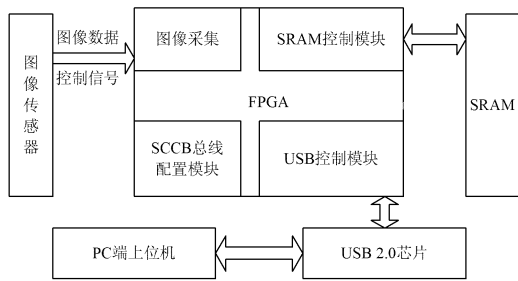 图像传感器
图像数据
控制信号
图像采集
SRAM控制模块
FPGA
SCCB总线
配置模块
USB控制模块
SRAM
PC端上位机
USB 2.0芯片